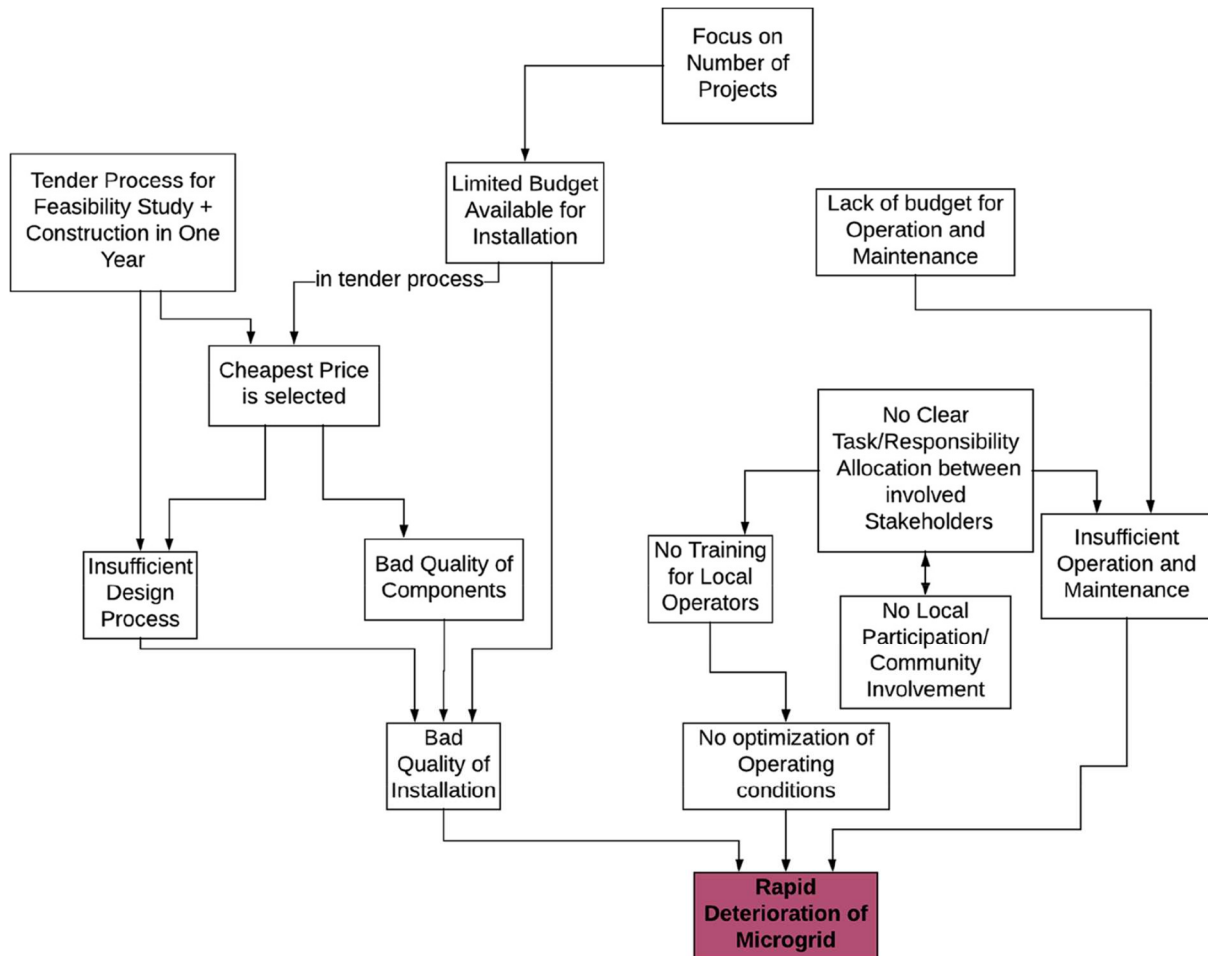 Focus on
Number of
Projects
Tender Process for
Feasibility Study +
Construction in One
Year
Limited Budget
Available for
Installation
Lack of budget for
Operation and
Maintenance
in tender process
Cheapest Price
is selected
No Clear
Task/Responsibility
Allocation between
involved
Stakeholders
Insufficient
Design
Process
Bad Quality of
Components
No Training
for Local
Operators
Insufficient
Operation and
Maintenance
No Local
Participation/
Community
Involvement
Bad
Quality of
Installation
No optimization of
Operating
conditions
Rapid
Deterioration of
Microgrid